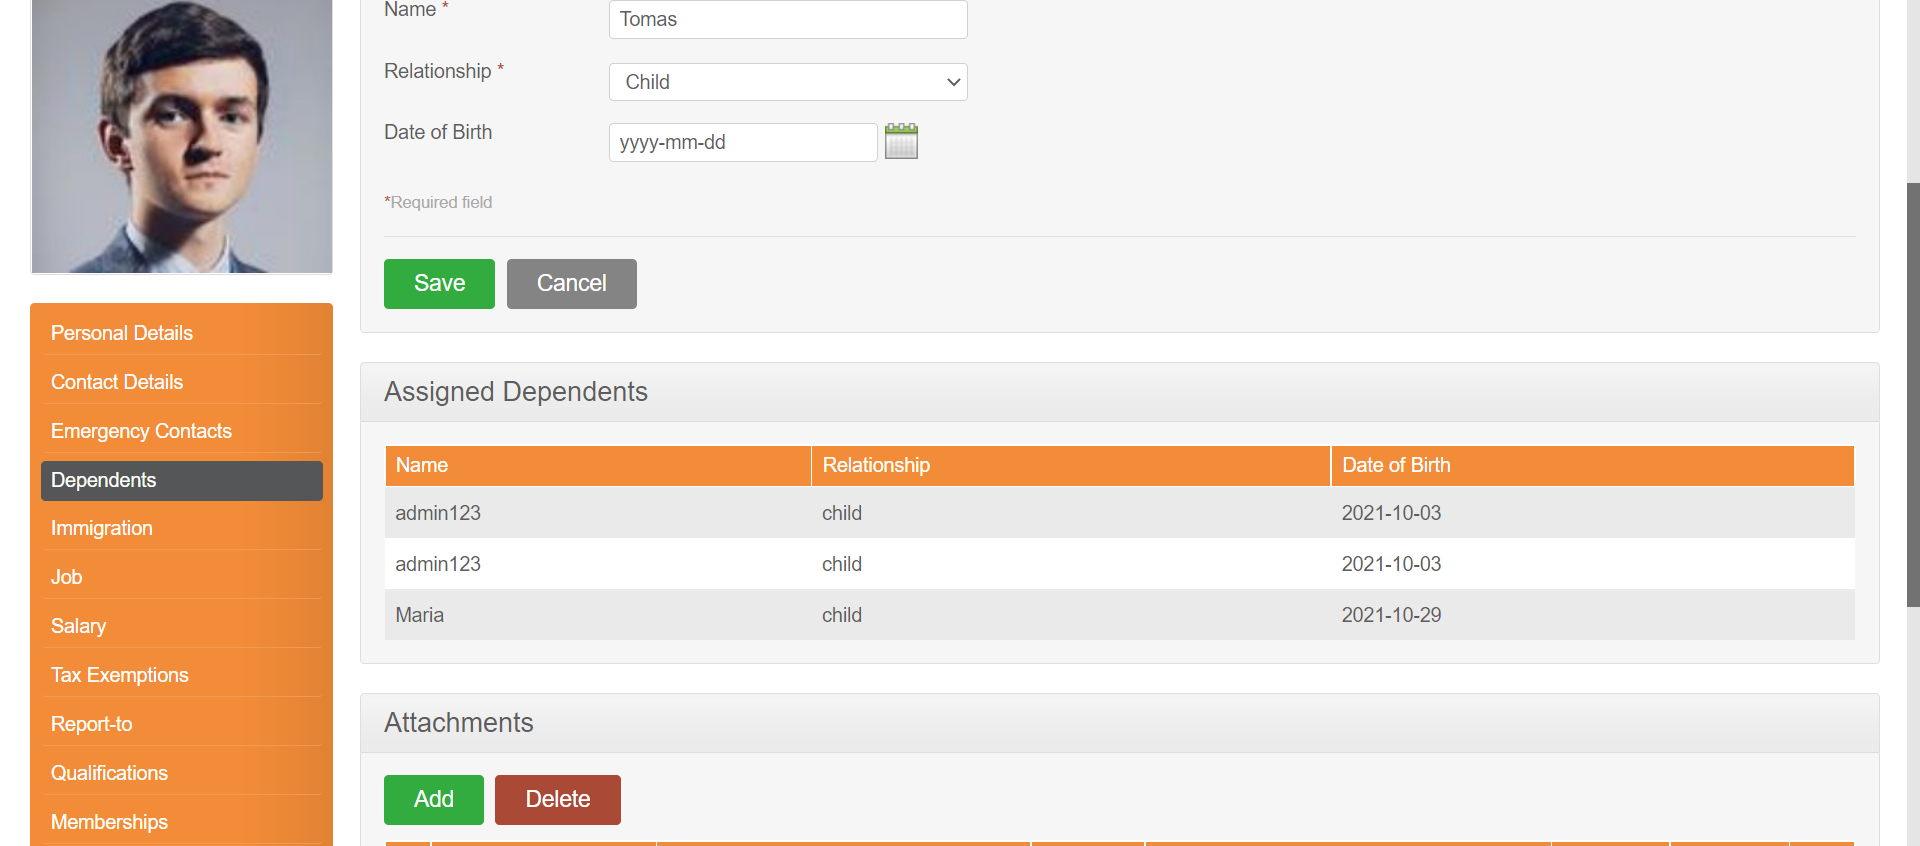 Name *
Tomas
Relationship *
Child
Date of Birth
yyyy-mm-dd
*Required field
Save
Cancel
Personal Details
Contact Details
Emergency Contacts
Dependents
Immigration
Job
Salary
Tax Exemptions
Report-to
Qualifications
Memberships
Assigned Dependents
Name Relationship Date of Birth
admin123 child 2021-10-03
admin123 child 2021-10-03
Maria child 2021-10-29
Attachments
Add
Delete